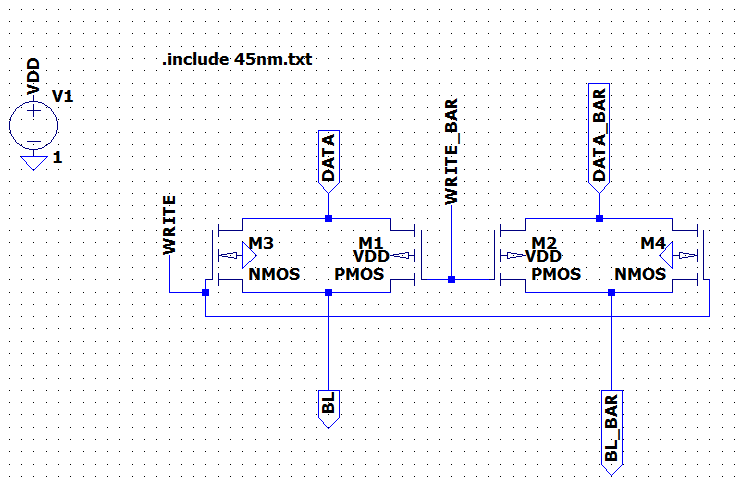 .include 45nm.txt
VDD
V1
1
DATA
WRITE_BAR
DATA_BAR
WRITE
M3
NMOS
M1
VDD
PMOS
M2
VDD
PMOS
M4
NMOS
BL
BL_BAR